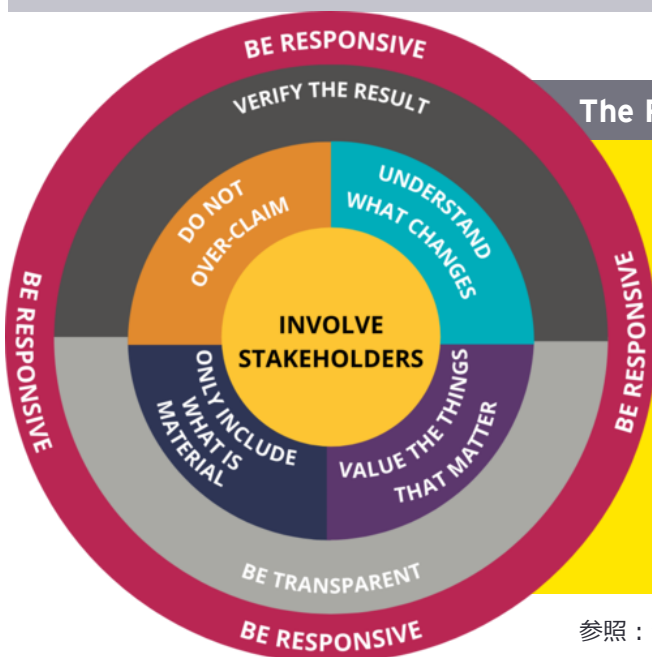 BE RESPONSIVE
VERIFY THE RESULT
The
DO NOT
OVER-CLAIM
UNDERSTAND
WHAT CHANGES
BE RESPONSIVE
BE RESPONSIVE
INVOLVE
STAKEHOLDERS
ONLY INCLUDE
WHAT IS
MATERIAL
VALUE THE THINGS
THAT MATTER
BE TRANSPARENT
BE RESPONSIVE
参照：